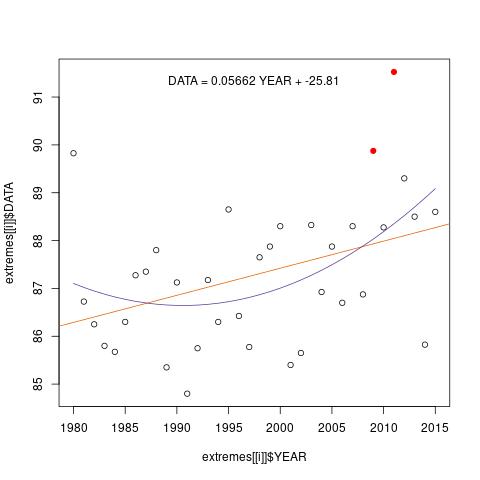 DATA = 0.05662 YEAR + -25.81
extremes[[i]]$DATA
91
90
89
88
87
86
85
1980 1985 1990 1995 2000 2005 2010 2015
extremes[[i]]$YEAR